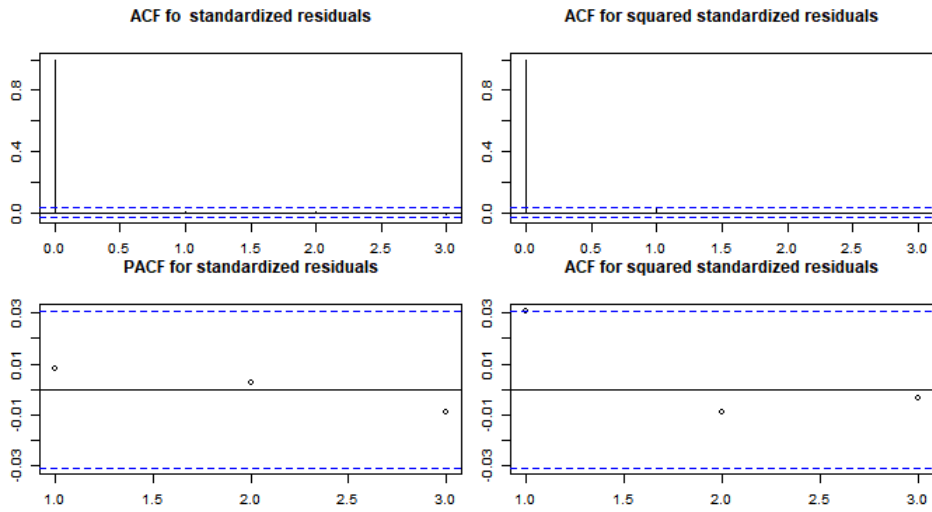 ACF fo standardized residuals
0.8
0.4
0.0
0.0 0.5 1.0 1.5 2.0 2.5 3.0
ACF for squared standardized residuals
0.8
0.4
0.0
0.0 0.5 1.0 1.5 2.0 2.5 3.0
PACF for standardized residuals
0.03
0.01
-0.01
-0.03
1.0 1.5 2.0 2.5 3.0
ACF for squared standardized residuals
0.03
0.01
-0.01
-0.03
1.0 1.5 2.0 2.5 3.0